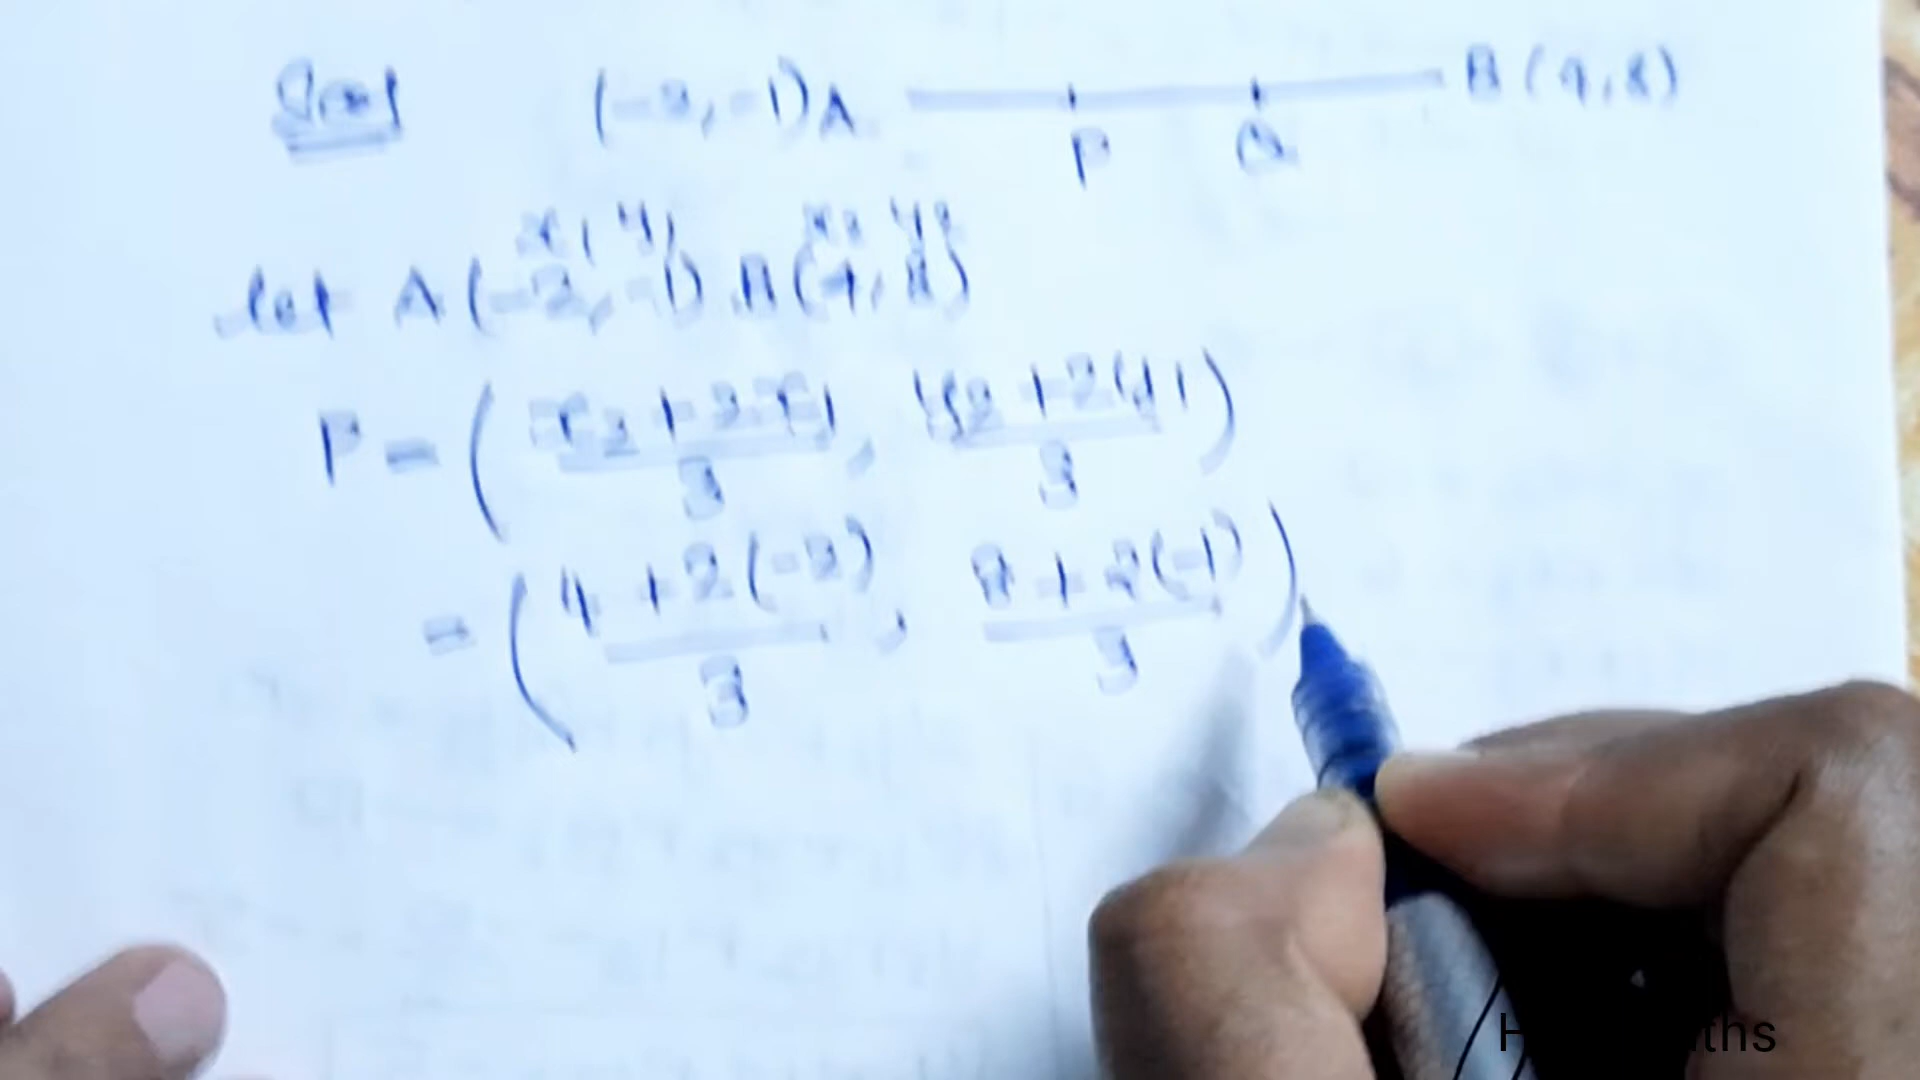 Sol (-2, -1) A B (4, 8)
P Q
x1 y1 x2 y2
let A (-2, -1) B (4, 8)
P = ( x2 + 2x1 / 3 , y2 + 2y1 / 3 )
= ( 4 + 2(-2) / 3 , 8 + 2(-1) / 3 )